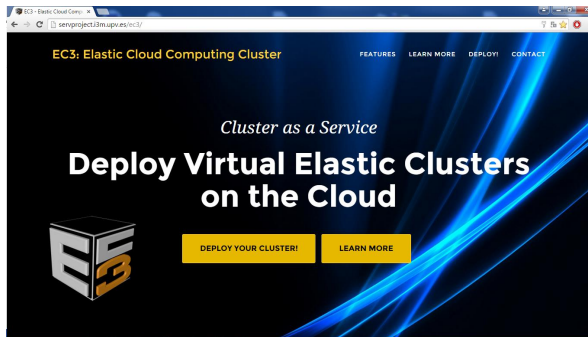 EC3 - Elastic Cloud Comp
servproject.i3m.upv.es/ec3/
EC3: Elastic Cloud Computing Cluster
FEATURES LEARN MORE DEPLOY! CONTACT
Cluster as a Service
Deploy Virtual Elastic Clusters
on the Cloud
DEPLOY YOUR CLUSTER! LEARN MORE
EC3